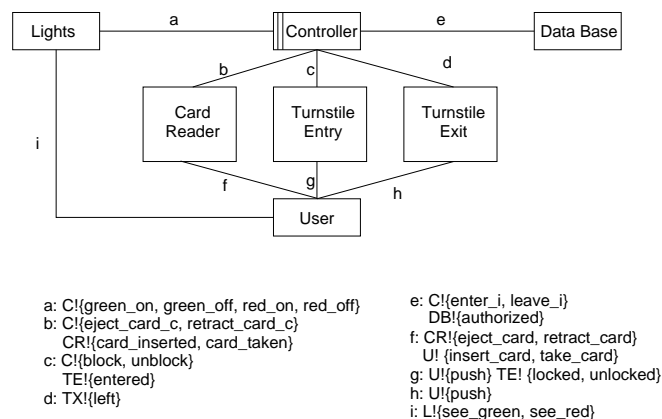 a
e
Lights
Controller
Data Base
b
c
d
Card
Reader
Turnstile
Entry
Turnstile
Exit
i
f
g
h
User
a: C!{green_on, green_off, red_on, red_off}
b: C!{eject_card_c, retract_card_c}
CR!{card_inserted, card_taken}
c: C!{block, unblock}
TE!{entered}
d: TX!{left}
e: C!{enter_i, leave_i}
DB!{authorized}
f: CR!{eject_card, retract_card}
U! {insert_card, take_card}
g: U!{push} TE! {locked, unlocked}
h: U!{push}
i: L!{see_green, see_red}